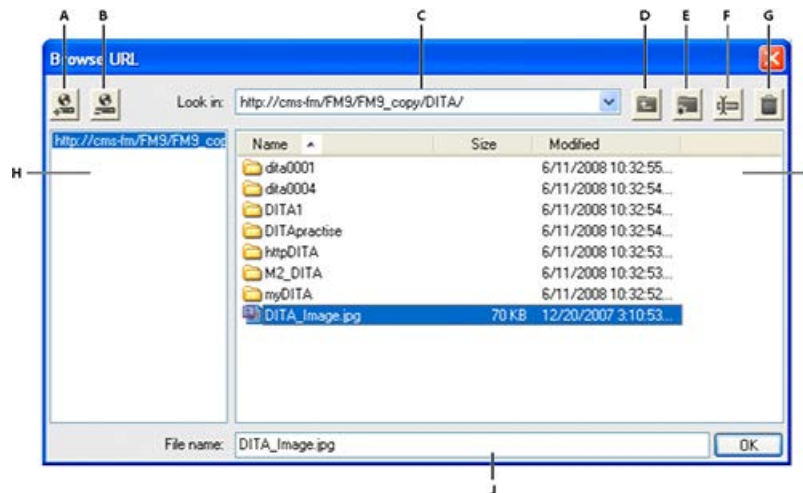 A B C D E F G
Browse URL
Look in: http://cms-fm/FM9/FM9_copy/DITA/
http://cms-fm/FM9/FM9_cop
Name Size Modified
H
dita0001 6/11/2008 10:32:55...
dita0004 6/11/2008 10:32:54...
DITA1 6/11/2008 10:32:54...
DITApractise 6/11/2008 10:32:54...
httpDITA 6/11/2008 10:32:53...
M2_DITA 6/11/2008 10:32:53...
myDITA 6/11/2008 10:32:52...
DITA_Image.jpg 70 KB 12/20/2007 3:10:53...
File name: DITA_Image.jpg OK
J